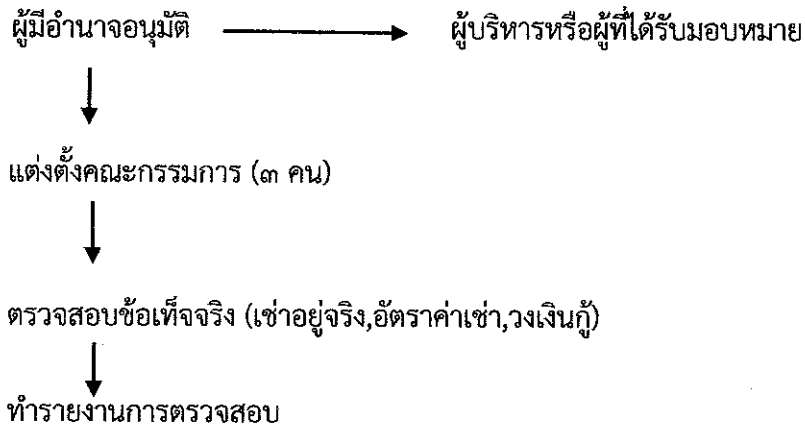 ผู้มีอำนาจอนุมัติ ผู้บริหารหรือผู้ที่ได้รับมอบหมาย
แต่งตั้งคณะกรรมการ (๓ คน)
ตรวจสอบข้อเท็จจริง (เช่าอยู่จริง,อัตราค่าเช่า,วงเงินกู้)
ทำรายงานการตรวจสอบ